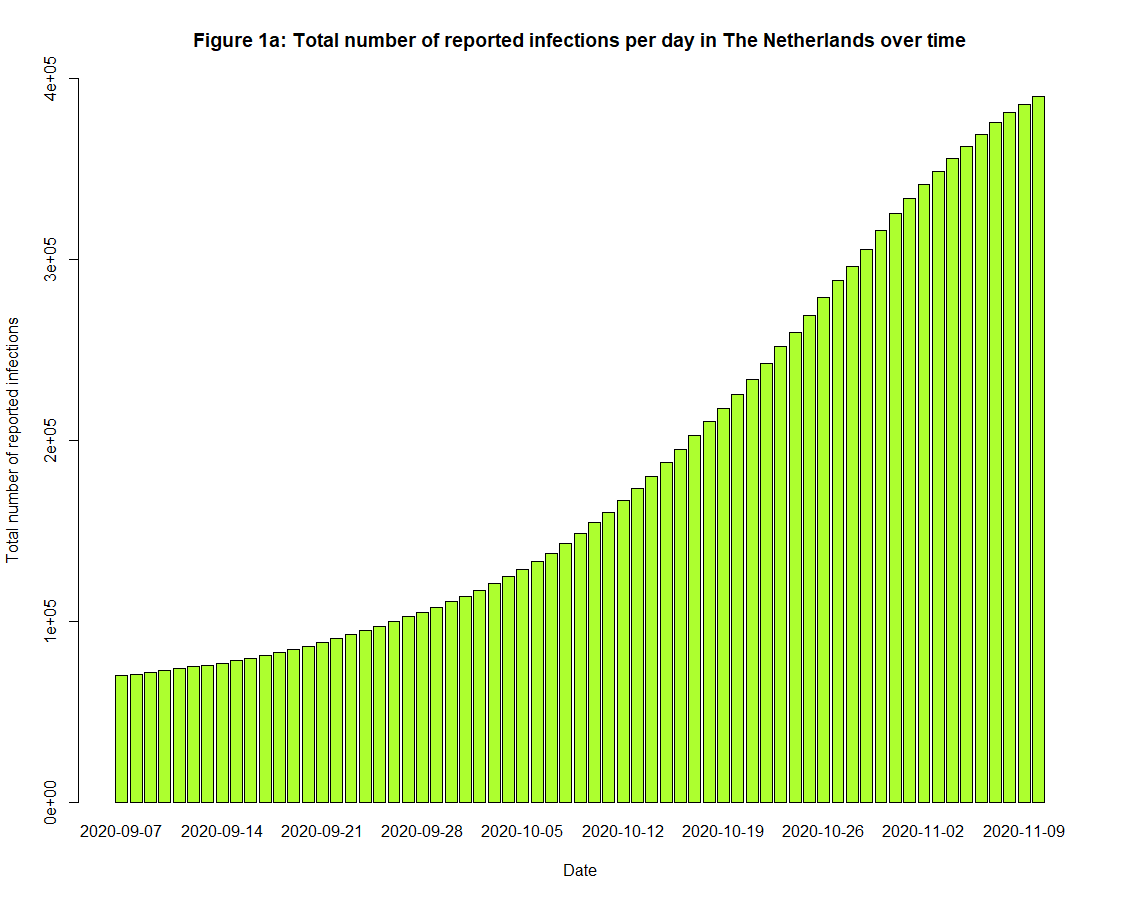 Figure 1a: Total number of reported infections per day in The Netherlands over time
Total number of reported infections
4e+05
3e+05
2e+05
1e+05
0e+00
2020-09-07 2020-09-14 2020-09-21 2020-09-28 2020-10-05 2020-10-12 2020-10-19 2020-10-26 2020-11-02 2020-11-09
Date